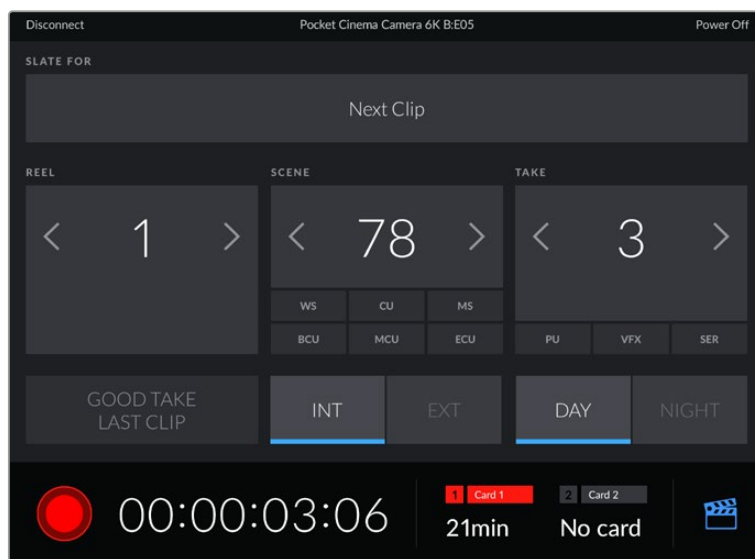 Disconnect Pocket Cinema Camera 6K B:E05 Power Off
SLATE FOR
Next Clip
REEL SCENE TAKE
1 78 3
WS CU MS
BCU MCU ECU PU VFX SER
GOOD TAKE
LAST CLIP
INT EXT DAY NIGHT
00:00:03:06
1 Card 1 2 Card 2
21min No card